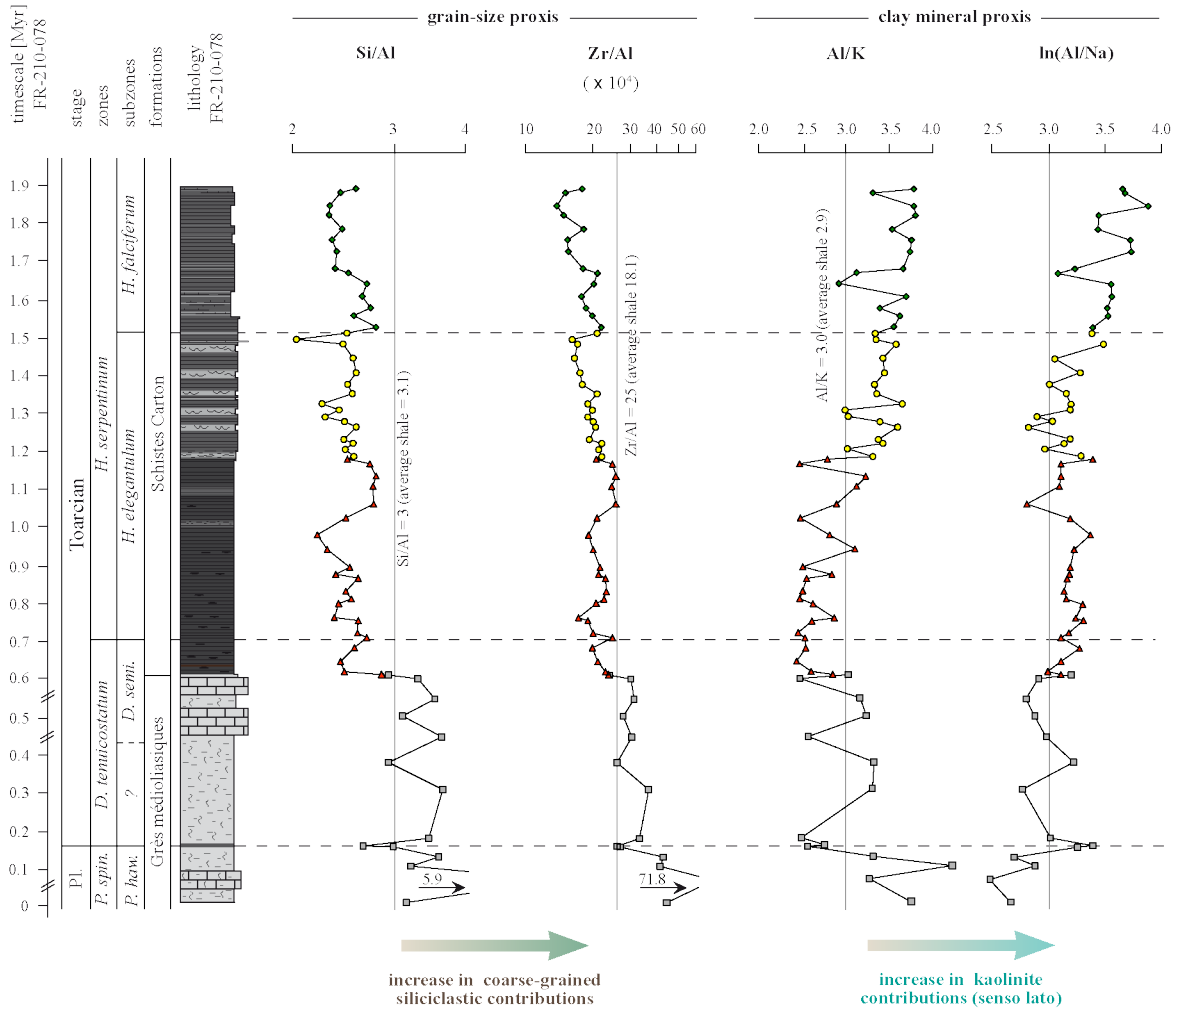 grain-size proxis
clay mineral proxis
timescale [Myr]
FR-210-078
stage
zones
subzones
formations
lithology
FR-210-078
Si/Al
Zr/Al
(x 10⁴)
Al/K
ln(Al/Na)
2 3 4
10 20 30 40 50 60
2.0 3.0 4.0
2.5 3.0 3.5 4.0
1.9
1.8
1.7
1.6
1.5
1.4
1.3
1.2
1.1
1.0
0.9
0.8
0.7
0.6
0.5
0.4
0.3
0.2
0.1
0
Toarcian
Pl.
H. serpentinum
D. tenuicostatum
P. spin.
H. falciferum
H. elegantulum
D. semi.
?
P. haw.
Schistes Carton
Grès médioliasiques
Si/Al = 3 (average shale = 3.1)
Zr/Al = 25 (average shale 18.1)
Al/K = 3.0 (average shale 2.9)
5.9
71.8
increase in coarse-grained
siliciclastic contributions
increase in kaolinite
contributions (senso lato)